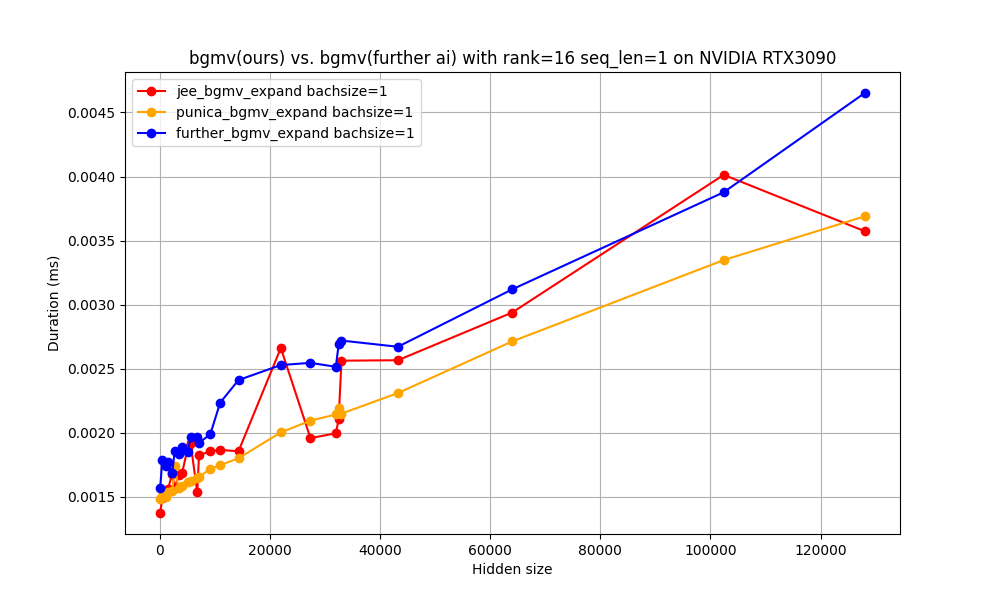 bgmv(ours) vs. bgmv(further ai) with rank=16 seq_len=1 on NVIDIA RTX3090
jee_bgmv_expand bachsize=1
punica_bgmv_expand bachsize=1
further_bgmv_expand bachsize=1
Duration (ms)
0.0045
0.0040
0.0035
0.0030
0.0025
0.0020
0.0015
0 20000 40000 60000 80000 100000 120000
Hidden size